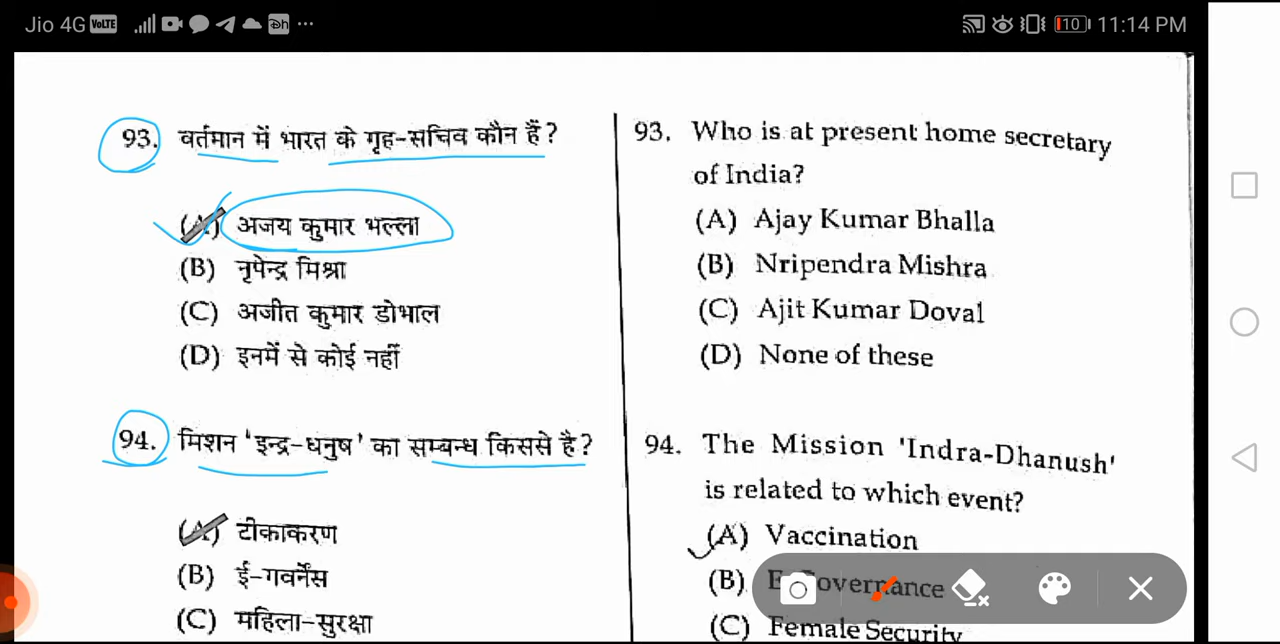 Jio 4G VoLTE
10 11:14 PM
93. वर्तमान में भारत के गृह-सचिव कौन हैं?
(A) अजय कुमार भल्ला
(B) नृपेन्द्र मिश्रा
(C) अजीत कुमार डोभाल
(D) इनमें से कोई नहीं
94. मिशन 'इन्द्र-धनुष' का सम्बन्ध किससे है?
(A) टीकाकरण
(B) ई-गवर्नेंस
(C) महिला-सुरक्षा
93. Who is at present home secretary
of India?
(A) Ajay Kumar Bhalla
(B) Nripendra Mishra
(C) Ajit Kumar Doval
(D) None of these
94. The Mission 'Indra-Dhanush'
is related to which event?
(A) Vaccination
(B) E-Governance
(C) Female Security